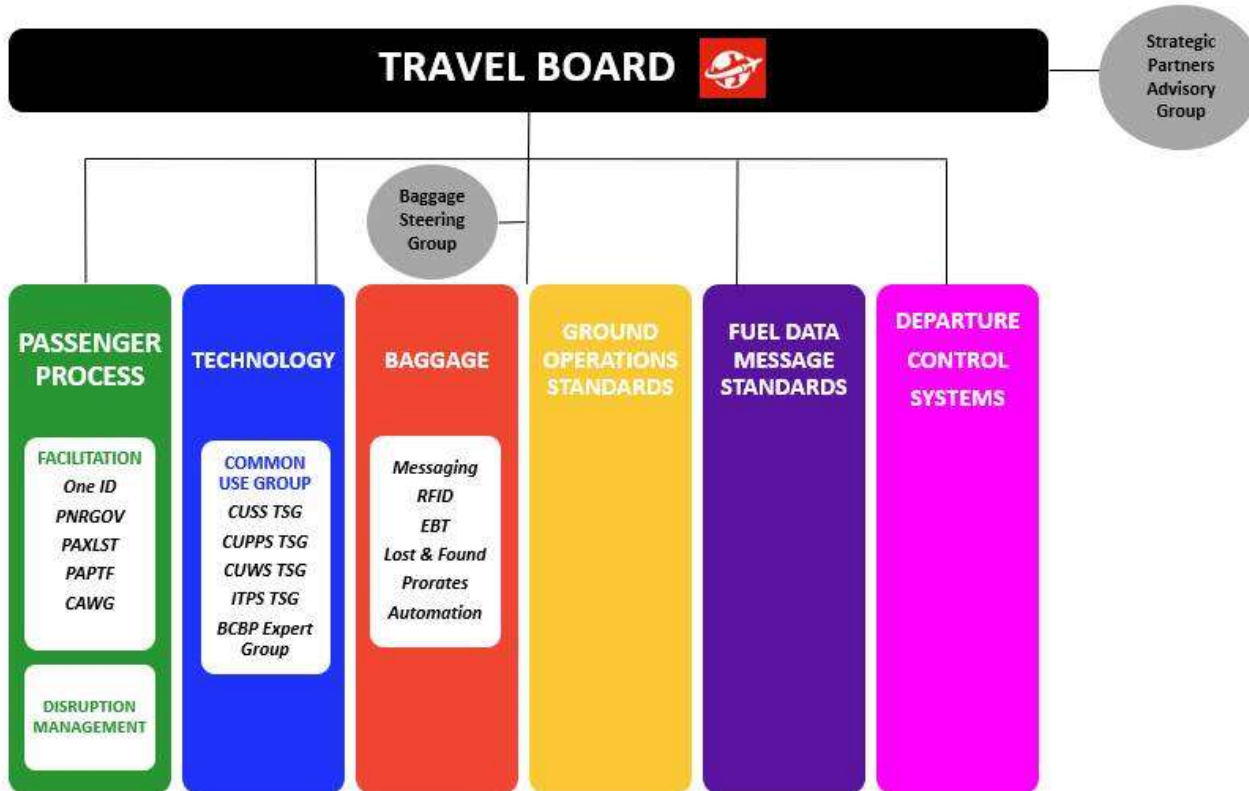 TRAVEL BOARD
Strategic
Partners
Advisory
Group
Baggage
Steering
Group
PASSENGER
PROCESS
FACILITATION
One ID
PNRGOV
PAXLST
PAPTF
CAWG
DISRUPTION
MANAGEMENT
TECHNOLOGY
COMMON
USE GROUP
CUSS TSG
CUPPS TSG
CUWS TSG
ITPS TSG
BCBP Expert
Group
BAGGAGE
Messaging
RFID
EBT
Lost & Found
Prorates
Automation
GROUND
OPERATIONS
STANDARDS
FUEL DATA
MESSAGE
STANDARDS
DEPARTURE
CONTROL
SYSTEMS